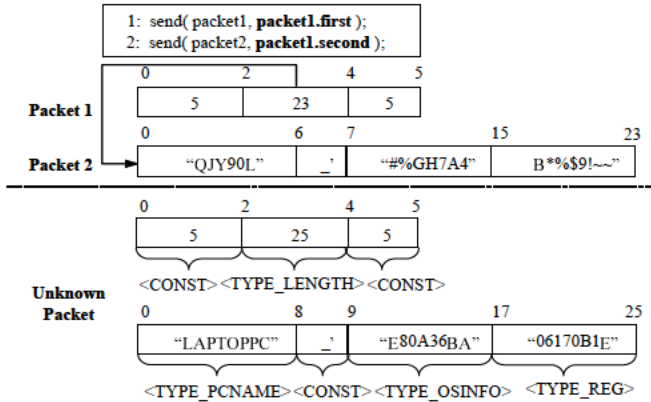 1: send( packet1, packet1.first );
2: send( packet2, packet1.second );
0 2 4 5
Packet 1 5 23 5
0 6 7 15 23
Packet 2 “QJY90L” _’ “#%GH7A4” B*%$9!~~”
0 2 4 5
5 25 5
<CONST> <TYPE_LENGTH> <CONST>
Unknown
Packet
0 8 9 17 25
“LAPTOPPC” _’ “E80A36BA” “06170B1E”
<TYPE_PCNAME> <CONST> <TYPE_OSINFO> <TYPE_REG>